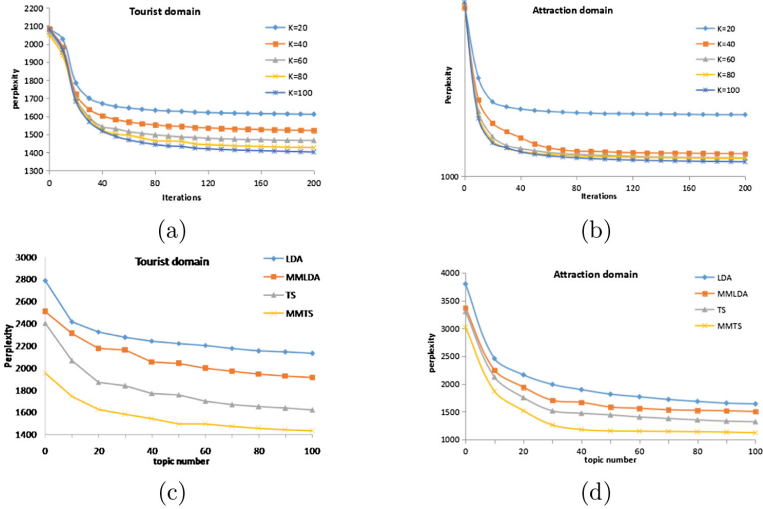 Tourist domain
2200
2100
2000
1900
1800
1700
1600
1500
1400
1300
perplexity
0 40 80 120 160 200
Iterations
K=20
K=40
K=60
K=80
K=100
(a)
Attraction domain
Perplexity
1000
0 40 80 120 160 200
Iterations
K=20
K=40
K=60
K=80
K=100
(b)
Tourist domain
3000
2800
2600
2400
2200
2000
1800
1600
1400
Perplexity
0 20 40 60 80 100
topic number
LDA
MMLDA
TS
MMTS
(c)
Attraction domain
4000
3500
3000
2500
2000
1500
1000
perplexity
0 20 40 60 80 100
topic number
LDA
MMLDA
TS
MMTS
(d)